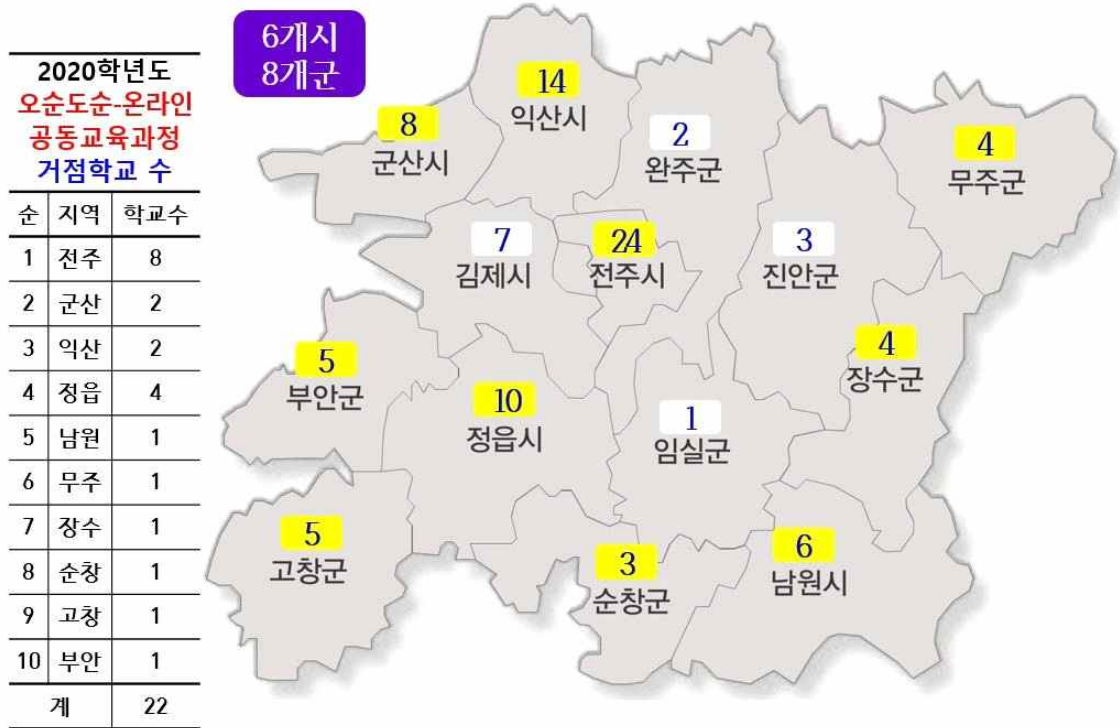 2020학년도
오순도순-온라인
공동교육과정
거점학교 수
순 지역 학교수
1 전주 8
2 군산 2
3 익산 2
4 정읍 4
5 남원 1
6 무주 1
7 장수 1
8 순창 1
9 고창 1
10 부안 1
계 22
6개시
8개군
14
익산시
8
군산시
2
완주군
4
무주군
7
김제시
24
전주시
3
진안군
5
부안군
10
정읍시
4
장수군
1
임실군
5
고창군
3
순창군
6
남원시